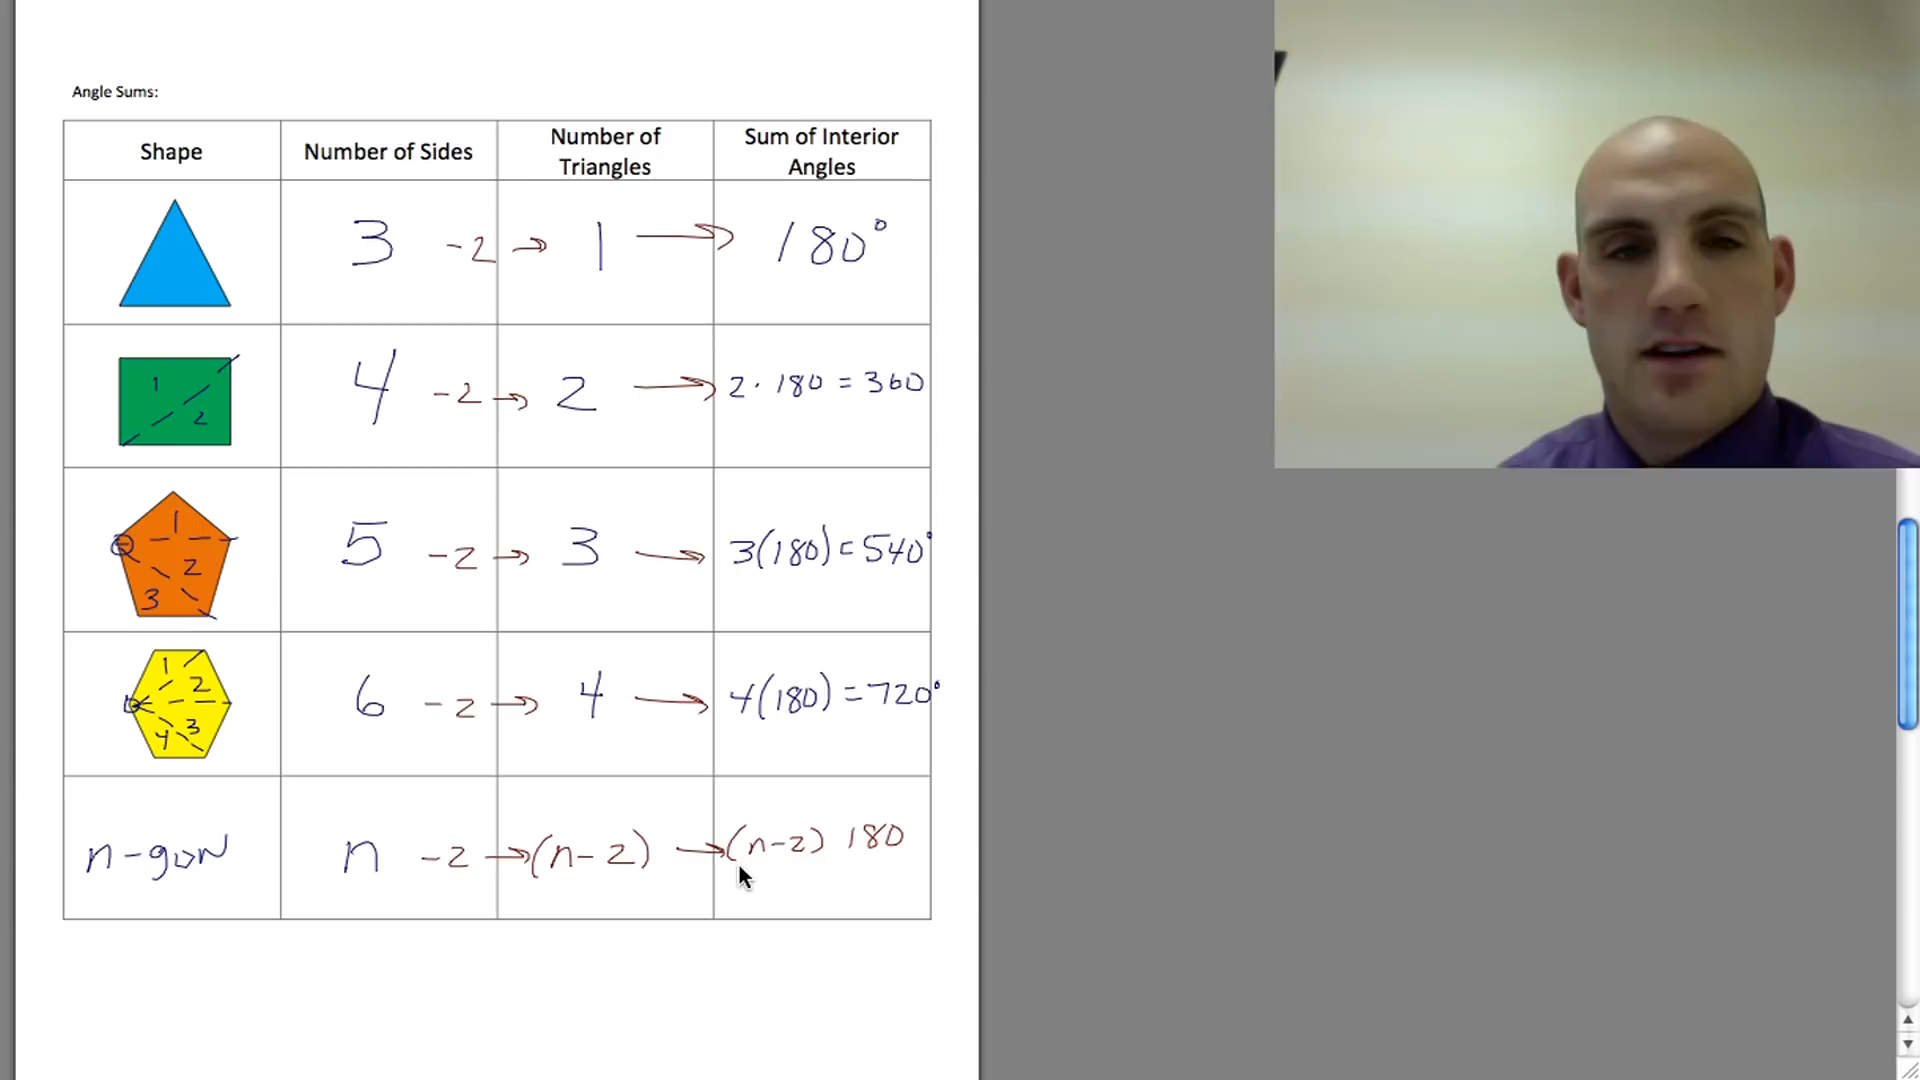 Angle Sums:
Shape
Number of Sides
Number of
Triangles
Sum of Interior
Angles
3 -2 → 1 → 180°
1
2
4 -2 → 2 → 2 · 180 = 360
1
2
3
5 -2 → 3 → 3(180) = 540°
1
2
3
4
6 -2 → 4 → 4(180) = 720°
n-gon n -2 → (n-2) → (n-2) 180